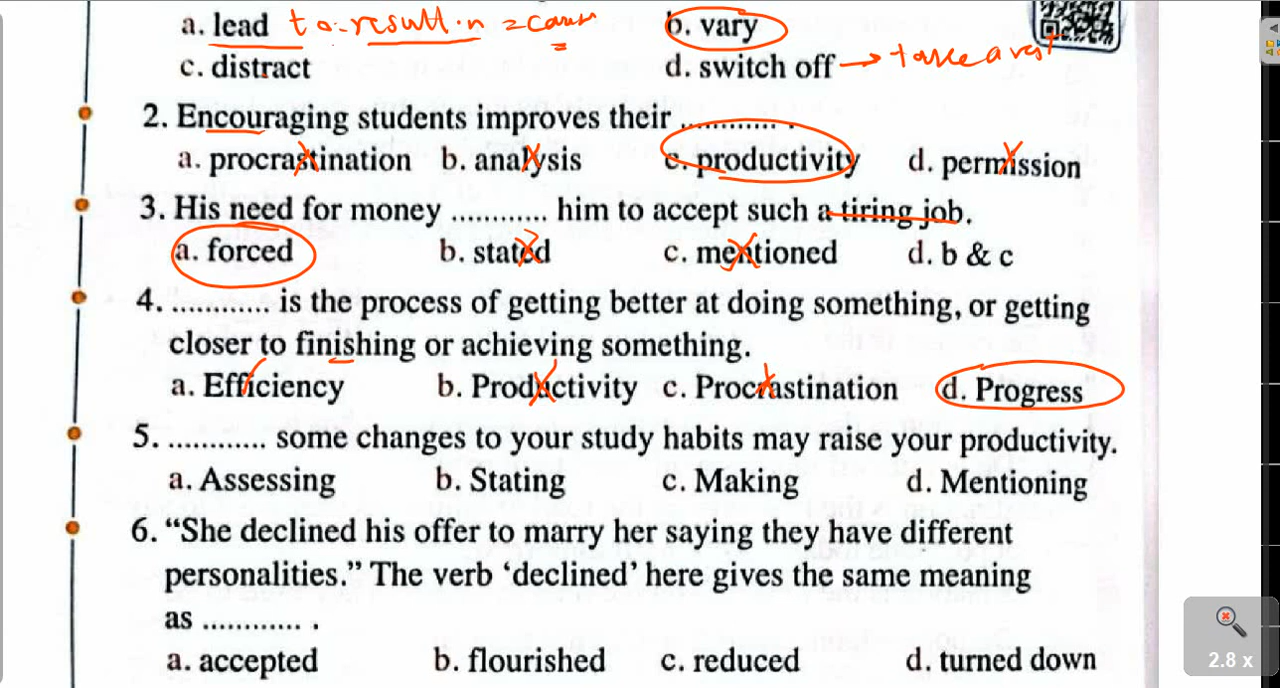 a. lead to result in = cause b. vary
c. distract d. switch off → take a rest
2. Encouraging students improves their ............ .
a. procrastination b. analysis c. productivity d. permission
3. His need for money ............ him to accept such a tiring job.
a. forced b. stated c. mentioned d. b & c
4. ............ is the process of getting better at doing something, or getting
closer to finishing or achieving something.
a. Efficiency b. Productivity c. Procrastination d. Progress
5. ............ some changes to your study habits may raise your productivity.
a. Assessing b. Stating c. Making d. Mentioning
6. “She declined his offer to marry her saying they have different
personalities.” The verb ‘declined’ here gives the same meaning
as ............ .
a. accepted b. flourished c. reduced d. turned down
2.8 x